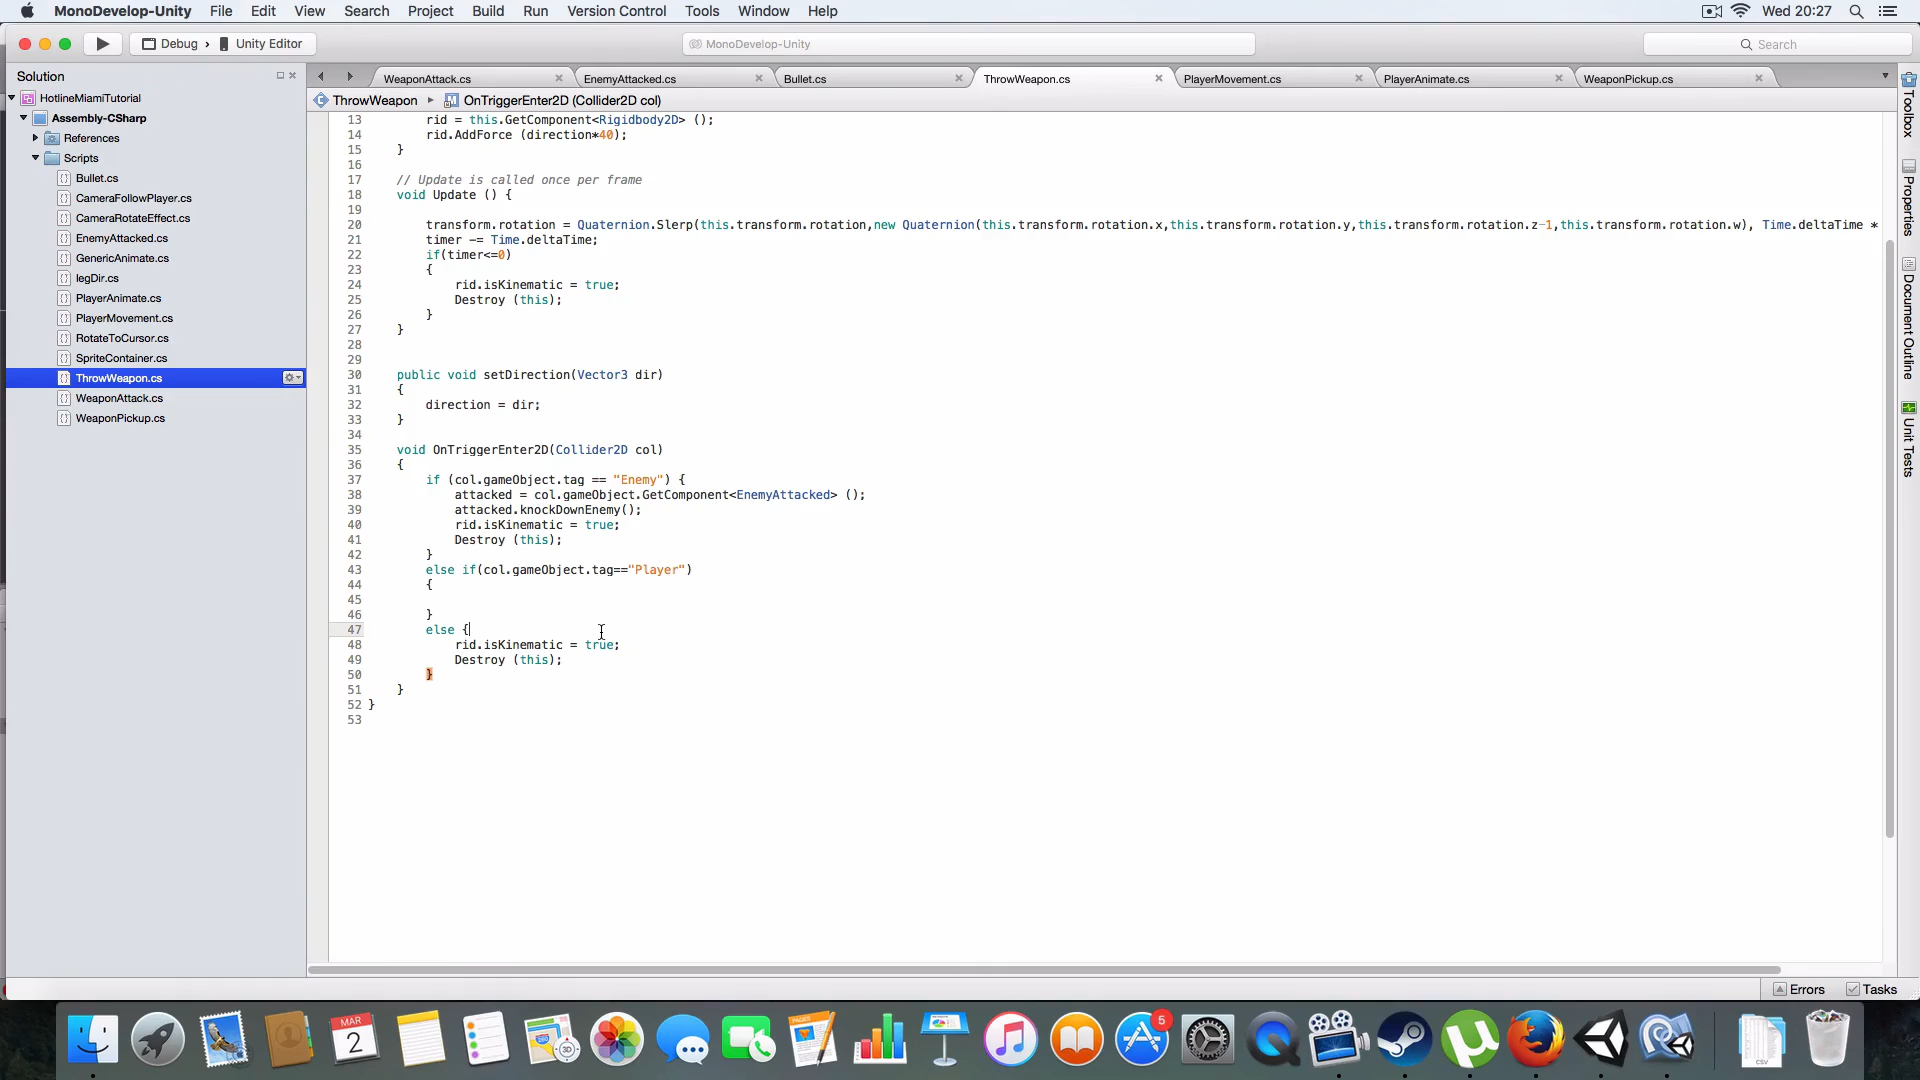 MonoDevelop-Unity File Edit View Search Project Build Run Version Control Tools Window Help Wed 20:27
Debug › Unity Editor MonoDevelop-Unity Search
Solution
WeaponAttack.cs EnemyAttacked.cs Bullet.cs ThrowWeapon.cs PlayerMovement.cs PlayerAnimate.cs WeaponPickup.cs
ThrowWeapon OnTriggerEnter2D (Collider2D col)
HotlineMiamiTutorial
Assembly-CSharp
References
Scripts
Bullet.cs
CameraFollowPlayer.cs
CameraRotateEffect.cs
EnemyAttacked.cs
GenericAnimate.cs
legDir.cs
PlayerAnimate.cs
PlayerMovement.cs
RotateToCursor.cs
SpriteContainer.cs
ThrowWeapon.cs
WeaponAttack.cs
WeaponPickup.cs
13 rid = this.GetComponent<Rigidbody2D> ();
14 rid.AddForce (direction*40);
15 }
16
17 // Update is called once per frame
18 void Update () {
19
20 transform.rotation = Quaternion.Slerp(this.transform.rotation,new Quaternion(this.transform.rotation.x,this.transform.rotation.y,this.transform.rotation.z-1,this.transform.rotation.w), Time.deltaTime *
21 timer -= Time.deltaTime;
22 if(timer<=0)
23 {
24 rid.isKinematic = true;
25 Destroy (this);
26 }
27 }
28
29
30 public void setDirection(Vector3 dir)
31 {
32 direction = dir;
33 }
34
35 void OnTriggerEnter2D(Collider2D col)
36 {
37 if (col.gameObject.tag == "Enemy") {
38 attacked = col.gameObject.GetComponent<EnemyAttacked> ();
39 attacked.knockDownEnemy();
40 rid.isKinematic = true;
41 Destroy (this);
42 }
43 else if(col.gameObject.tag=="Player")
44 {
45
46 }
47 else {
48 rid.isKinematic = true;
49 Destroy (this);
50 }
51 }
52 }
53
Toolbox
Properties
Document Outline
Unit Tests
Errors Tasks
MAR
2
3D
PAGES
5
CSV